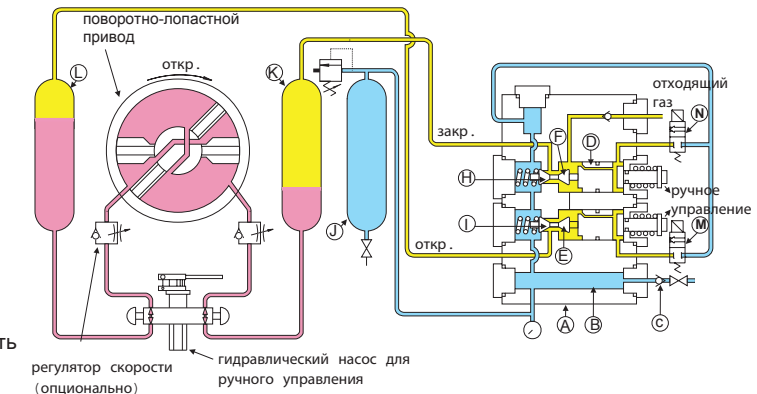 поворотно-лопастной
привод
откр.
L
K
J
закр.
откр.
F
D
H
I
E
A
B
C
отходящий
газ
N
ручное
управление
M
ть
регулятор скорости
(опционально)
гидравлический насос для
ручного управления